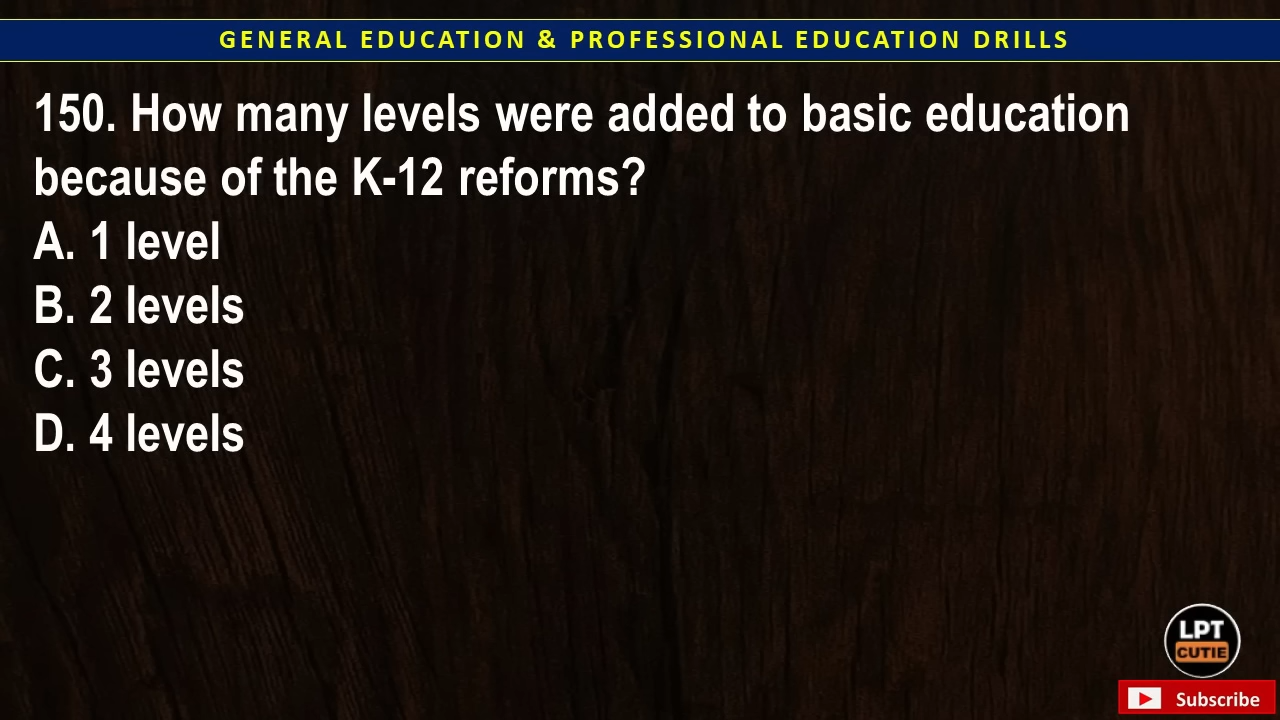 GENERAL EDUCATION & PROFESSIONAL EDUCATION DRILLS
150. How many levels were added to basic education
because of the K-12 reforms?
A. 1 level
B. 2 levels
C. 3 levels
D. 4 levels
LPT
CUTIE
Subscribe